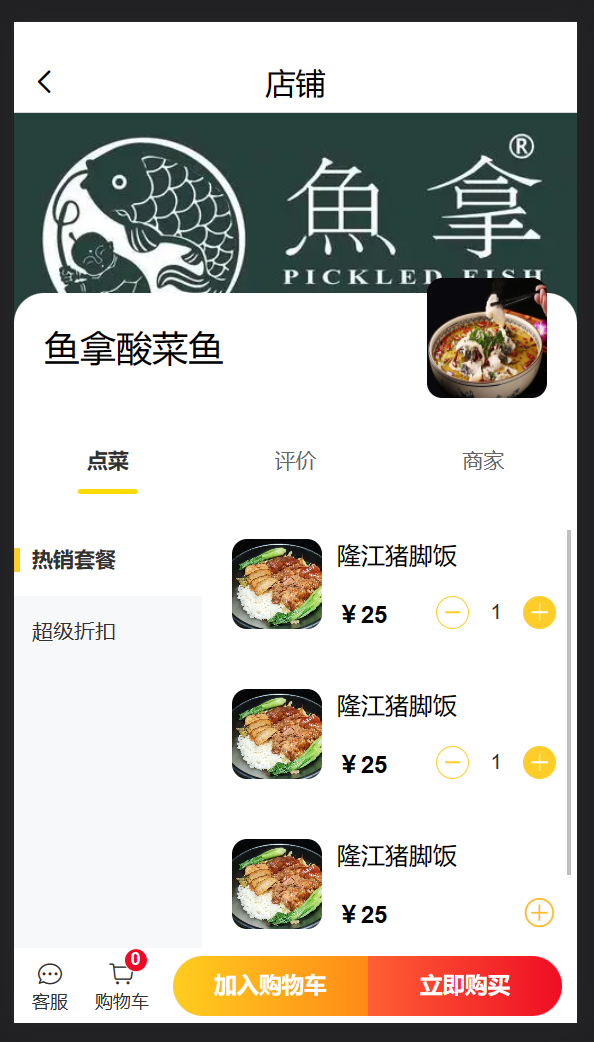 店铺
®
魚拿
PICKLED FISH
鱼拿酸菜鱼
点菜 评价 商家
热销套餐
超级折扣
隆江猪脚饭
¥25 1
隆江猪脚饭
¥25 1
隆江猪脚饭
¥25
0
客服 购物车 加入购物车 立即购买